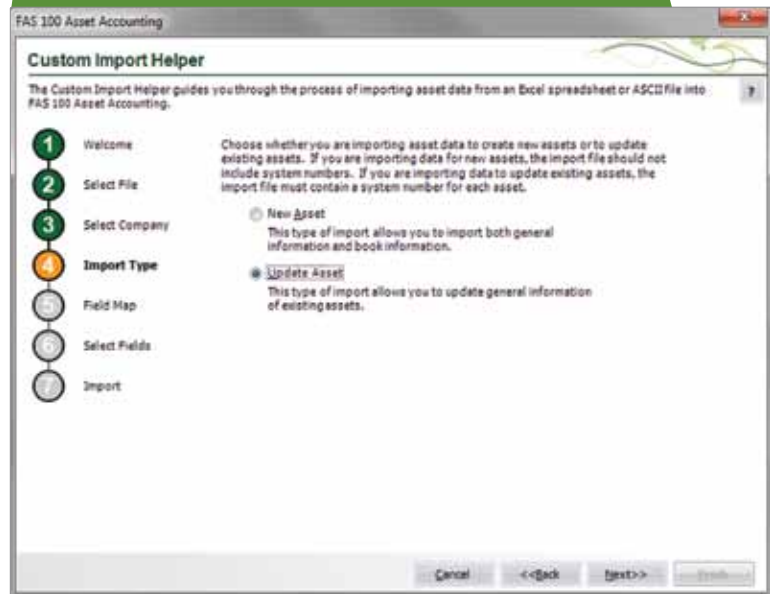 FAS 100 Asset Accounting
Custom Import Helper
The Custom Import Helper guides you through the process of importing asset data from an Excel spreadsheet or ASCII file into
FAS 100 Asset Accounting.
?
1 Welcome
2 Select File
3 Select Company
4 Import Type
5 Field Map
6 Select Fields
7 Import
Choose whether you are importing asset data to create new assets or to update
existing assets. If you are importing data for new assets, the import file should not
include system numbers. If you are importing data to update existing assets, the
import file must contain a system number for each asset.
New Asset
This type of import allows you to import both general
information and book information.
Update Asset
This type of import allows you to update general information
of existing assets.
Cancel
<<Back
Next>>
Finish